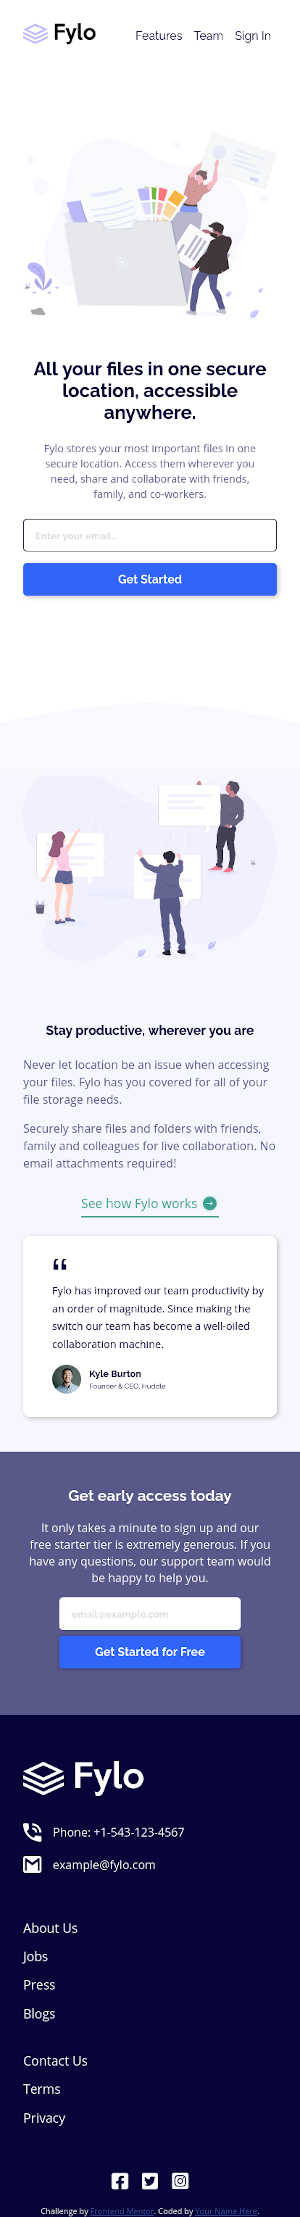 Fylo
Features Team Sign In
All your files in one secure
location, accessible
anywhere.
Fylo stores your most important files in one
secure location. Access them wherever you
need, share and collaborate with friends,
family, and co-workers.
Enter your email...
Get Started
Stay productive, wherever you are
Never let location be an issue when accessing
your files. Fylo has you covered for all of your
file storage needs.
Securely share files and folders with friends,
family and colleagues for live collaboration. No
email attachments required!
See how Fylo works
“
Fylo has improved our team productivity by
an order of magnitude. Since making the
switch our team has become a well-oiled
collaboration machine.
Kyle Burton
Founder & CEO, Huddle
Get early access today
It only takes a minute to sign up and our
free starter tier is extremely generous. If you
have any questions, our support team would
be happy to help you.
email@example.com
Get Started for Free
Fylo
Phone: +1-543-123-4567
example@fylo.com
About Us
Jobs
Press
Blogs
Contact Us
Terms
Privacy
Challenge by Frontend Mentor. Coded by Your Name Here.